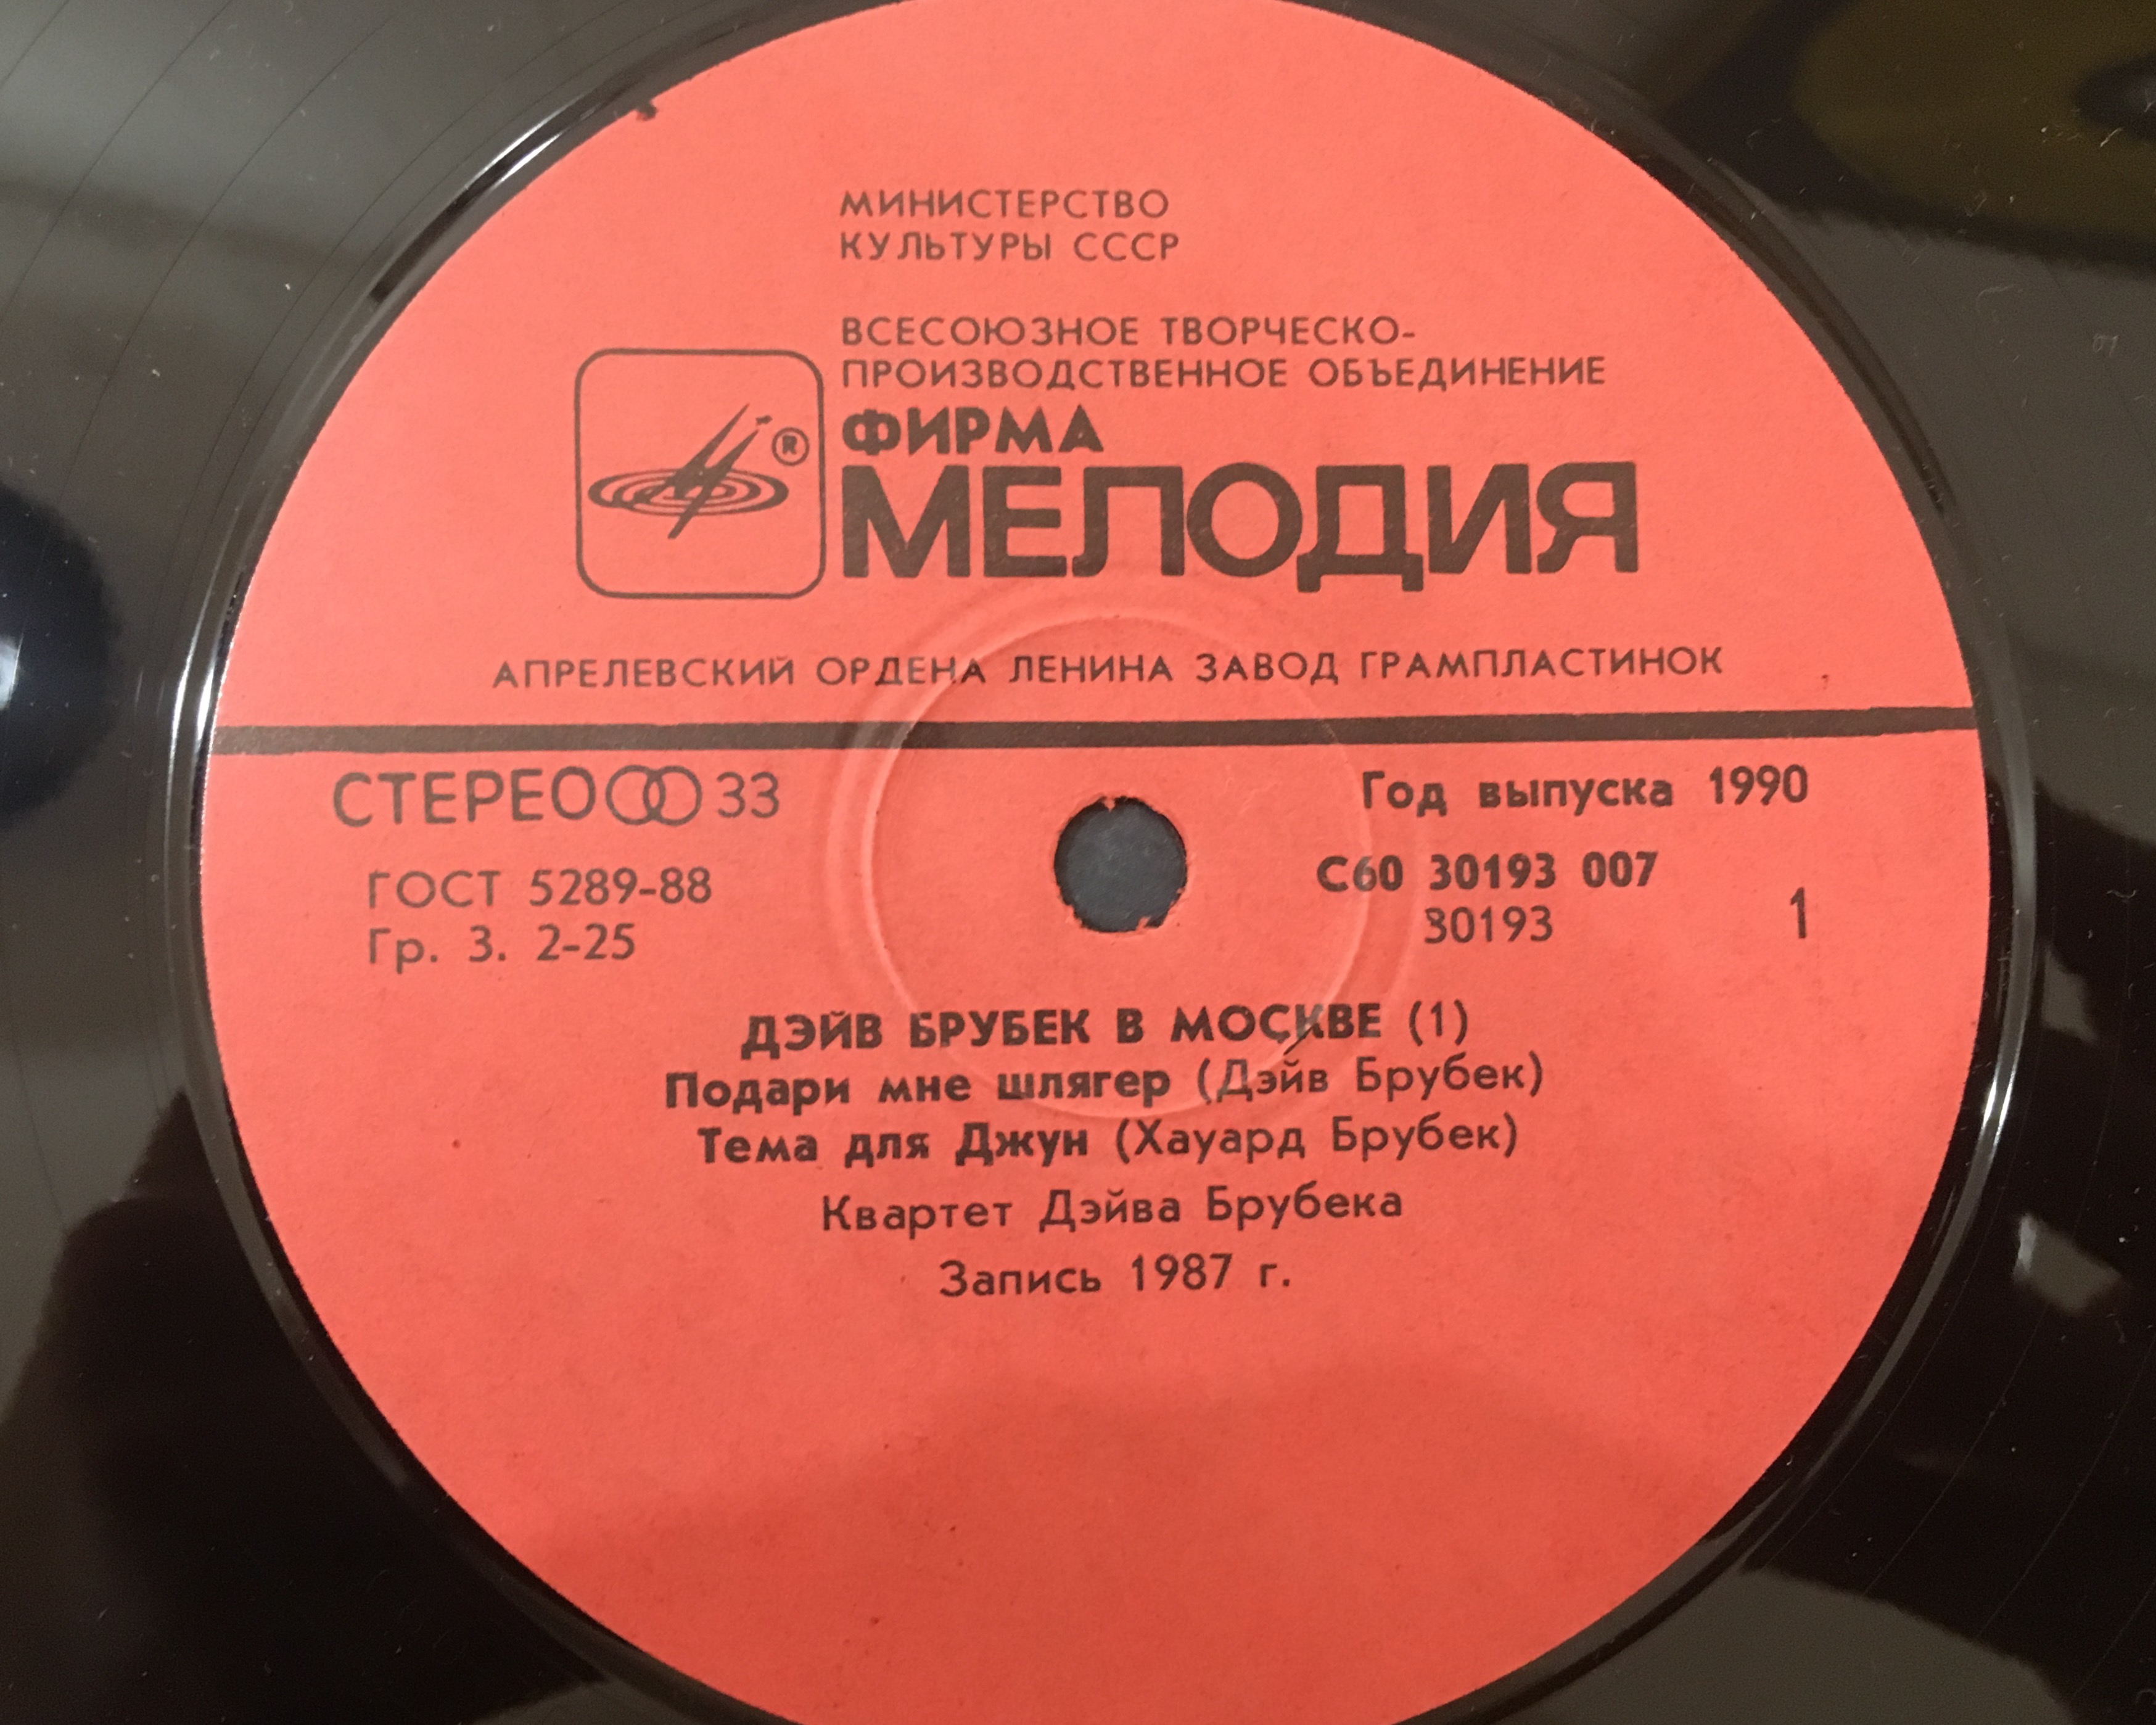 МИНИСТЕРСТВО
КУЛЬТУРЫ СССР
ВСЕСОЮЗНОЕ ТВОРЧЕСКО-
ПРОИЗВОДСТВЕННОЕ ОБЪЕДИНЕНИЕ
ФИРМА
®
МЕЛОДИЯ
АПРЕЛЕВСКИЙ ОРДЕНА ЛЕНИНА ЗАВОД ГРАМПЛАСТИНОК
СТЕРЕО 33
Год выпуска 1990
ГОСТ 5289-88
С60 30193 007
Гр. 3. 2-25
30193
1
ДЭЙВ БРУБЕК В МОСКВЕ (1)
Подари мне шлягер (Дэйв Брубек)
Тема для Джун (Хауард Брубек)
Квартет Дэйва Брубека
Запись 1987 г.